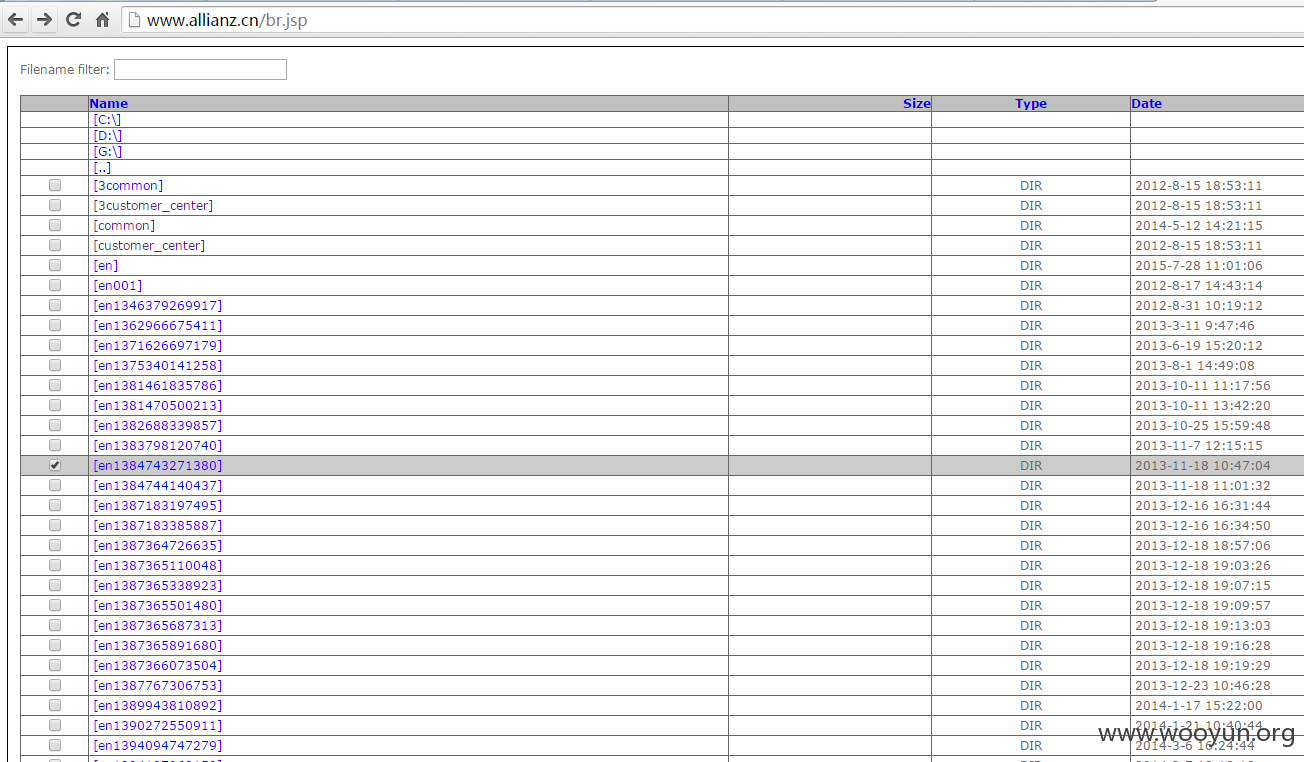 www.allianz.cn/br.jsp
Filename filter:
Name Size Type Date
[C:\]
[D:\]
[G:\]
[..]
[3common] DIR 2012-8-15 18:53:11
[3customer_center] DIR 2012-8-15 18:53:11
[common] DIR 2014-5-12 14:21:15
[customer_center] DIR 2012-8-15 18:53:11
[en] DIR 2015-7-28 11:01:06
[en001] DIR 2012-8-17 14:43:14
[en1346379269917] DIR 2012-8-31 10:19:12
[en1362966675411] DIR 2013-3-11 9:47:46
[en1371626697179] DIR 2013-6-19 15:20:12
[en1375340141258] DIR 2013-8-1 14:49:08
[en1381461835786] DIR 2013-10-11 11:17:56
[en1381470500213] DIR 2013-10-11 13:42:20
[en1382688339857] DIR 2013-10-25 15:59:48
[en1383798120740] DIR 2013-11-7 12:15:15
[en1384743271380] DIR 2013-11-18 10:47:04
[en1384744140437] DIR 2013-11-18 11:01:32
[en1387183197495] DIR 2013-12-16 16:31:44
[en1387183385887] DIR 2013-12-16 16:34:50
[en1387364726635] DIR 2013-12-18 18:57:06
[en1387365110048] DIR 2013-12-18 19:03:26
[en1387365338923] DIR 2013-12-18 19:07:15
[en1387365501480] DIR 2013-12-18 19:09:57
[en1387365687313] DIR 2013-12-18 19:13:03
[en1387365891680] DIR 2013-12-18 19:16:28
[en1387366073504] DIR 2013-12-18 19:19:29
[en1387767306753] DIR 2013-12-23 10:46:28
[en1389943810892] DIR 2014-1-17 15:22:00
[en1390272550911] DIR 2014-1-21 10:40:44
[en1394094747279] DIR 2014-3-6 16:24:44
www.wooyun.org